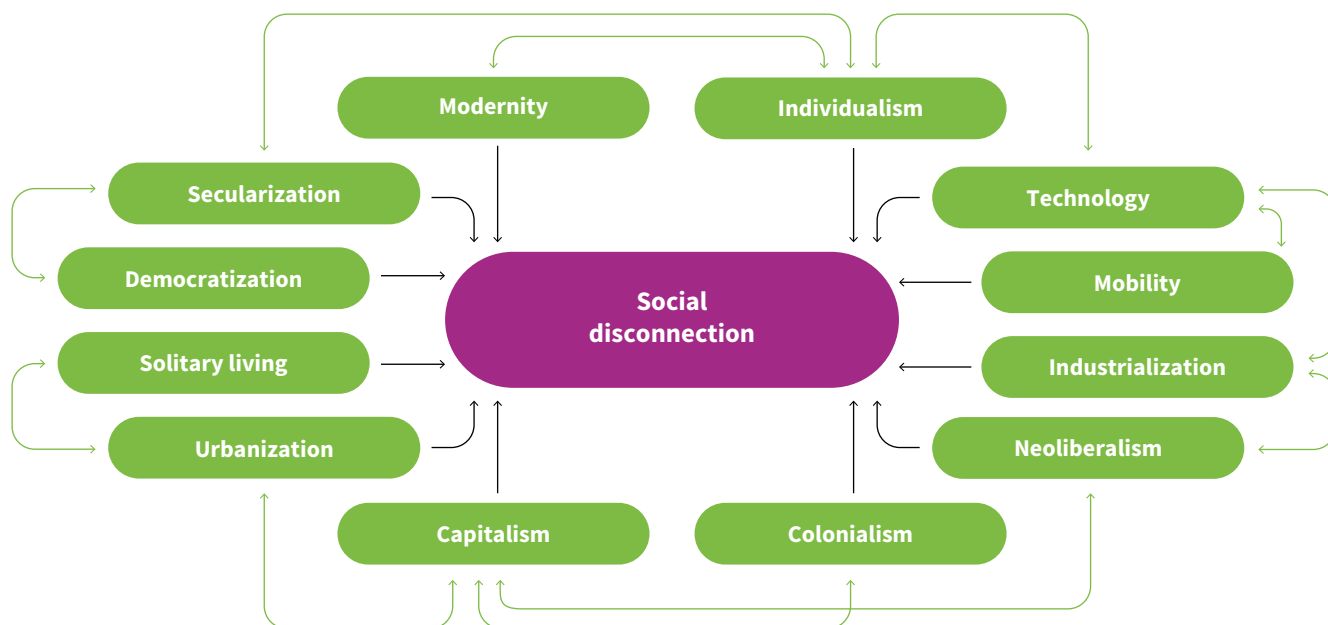 Modernity
Individualism
Secularization
Technology
Democratization
Mobility
Social
disconnection
Solitary living
Industrialization
Urbanization
Neoliberalism
Capitalism
Colonialism